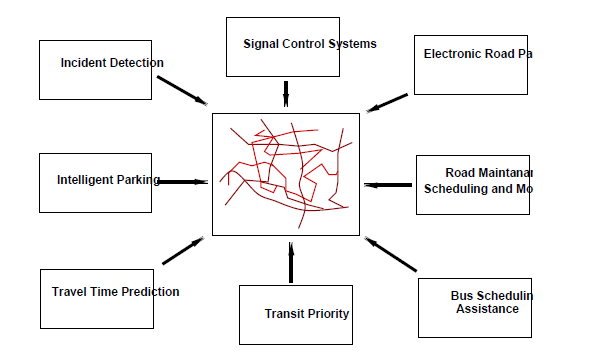 Signal Control Systems
Incident Detection
Electronic Road Pa
Intelligent Parking
Road Maintanar
Scheduling and Mo
Travel Time Prediction
Transit Priority
Bus Schedulin
Assistance